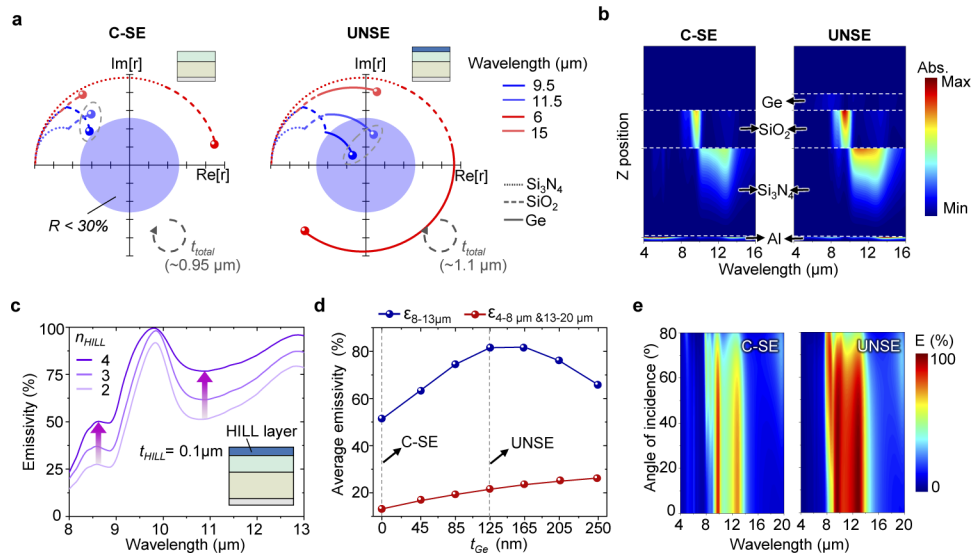 a
C-SE
UNSE
Im[r]
Im[r]
Re[r]
Re[r]
R < 30%
t_total
(~0.95 µm)
t_total
(~1.1 µm)
Wavelength (µm)
9.5
11.5
6
15
Si₃N₄
SiO₂
Ge
b
C-SE
UNSE
Abs.
Max
Min
Z position
Ge
SiO₂
Si₃N₄
Al
4 8 12 16
4 8 12 16
Wavelength (µm)
c
n_HILL
4
3
2
HILL layer
t_HILL= 0.1µm
Emissivity (%)
100
75
50
25
0
8 9 10 11 12 13
Wavelength (µm)
d
ε8-13µm
ε4-8 µm &13-20 µm
Average emissivity (%)
80
60
40
20
C-SE
UNSE
0 45 85 125 165 205 250
t_Ge (nm)
e
C-SE
UNSE
E (%)
100
0
Angle of incidence (º)
80
60
40
20
0
4 8 12 16 20
4 8 12 16 20
Wavelength (µm)